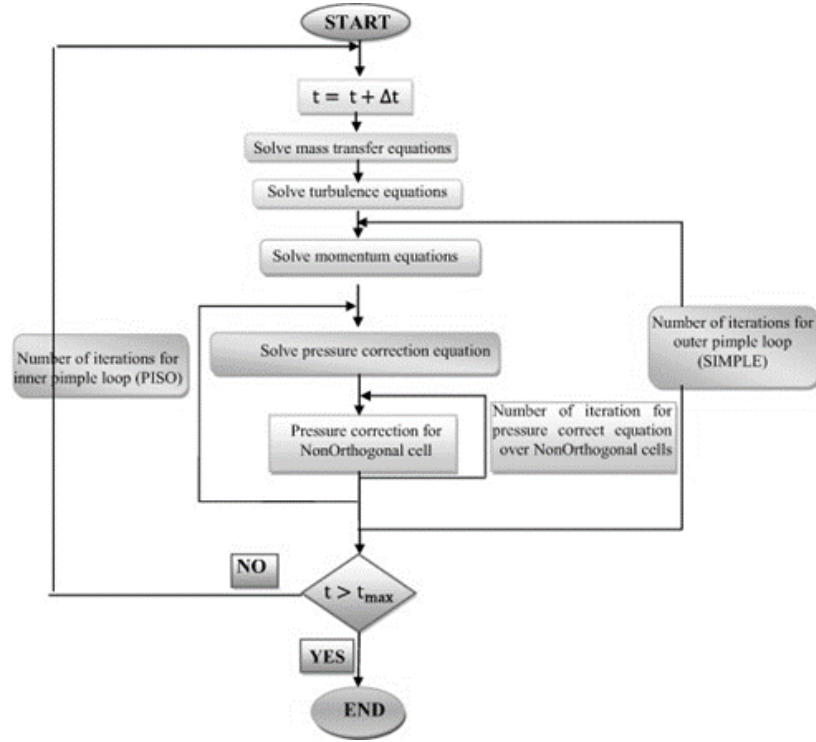 START
t = t + Δt
Solve mass transfer equations
Solve turbulence equations
Solve momentum equations
Number of iterations for
inner pimple loop (PISO)
Solve pressure correction equation
Number of iterations for
outer pimple loop
(SIMPLE)
Pressure correction for
NonOrthogonal cell
Number of iteration for
pressure correct equation
over NonOrthogonal cells
NO
t > tmax
YES
END